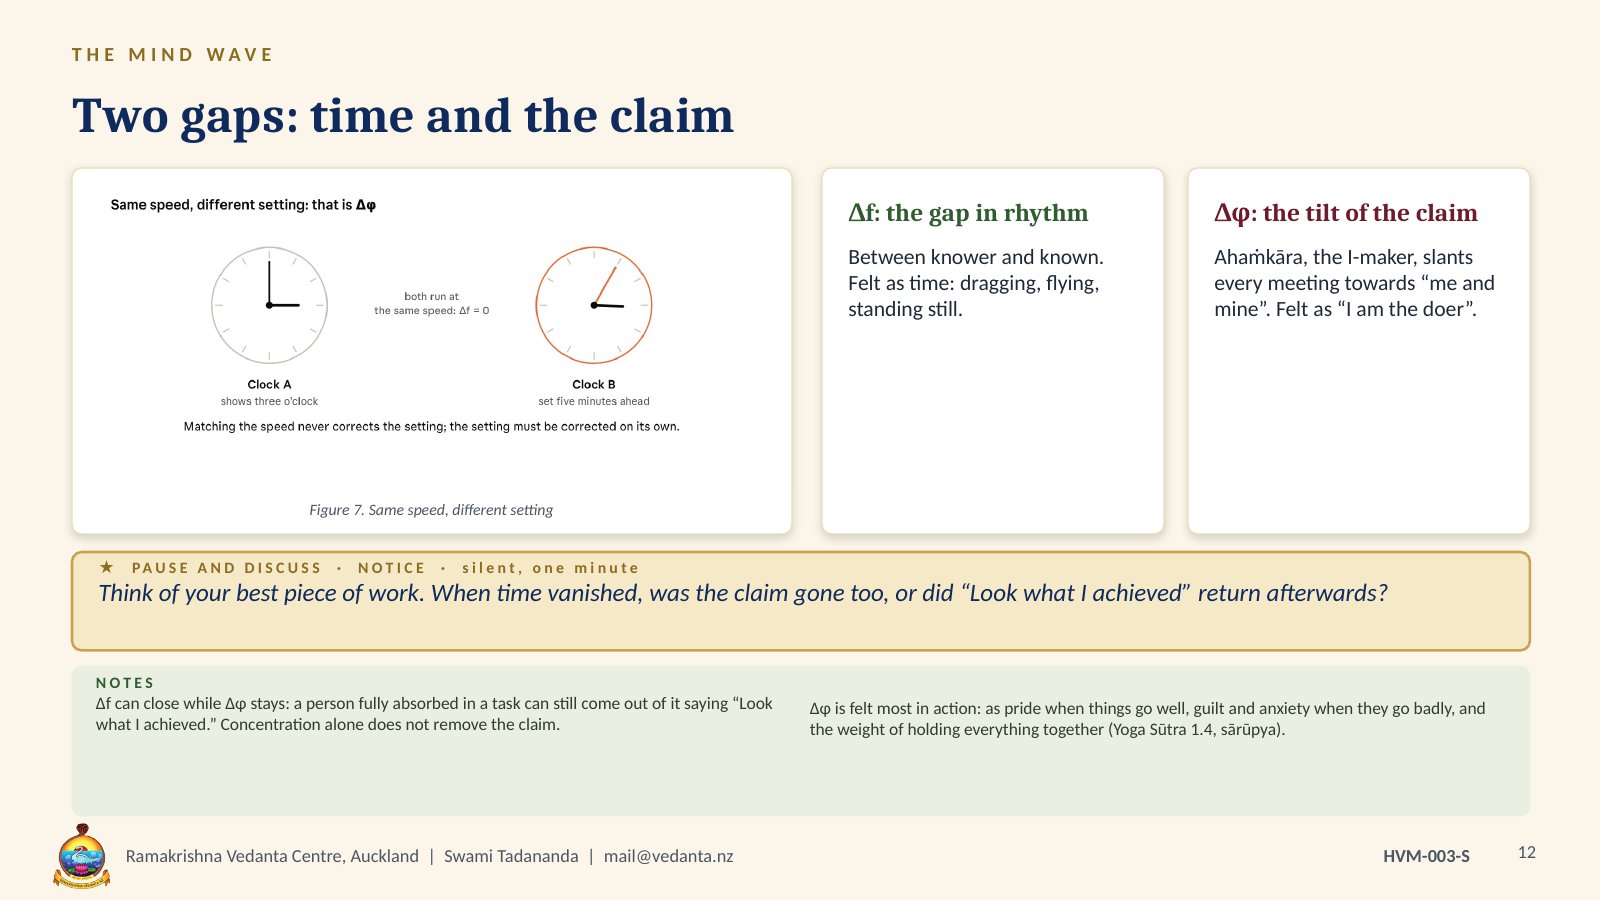 THE MIND WAVE
Two gaps: time and the claim
Same speed, different setting: that is Δφ
both run at
the same speed: Δf = 0
Clock A
shows three o'clock
Clock B
set five minutes ahead
Matching the speed never corrects the setting; the setting must be corrected on its own.
Figure 7. Same speed, different setting
Δf: the gap in rhythm
Between knower and known.
Felt as time: dragging, flying,
standing still.
Δφ: the tilt of the claim
Ahaṁkāra, the I-maker, slants
every meeting towards “me and
mine”. Felt as “I am the doer”.
★ PAUSE AND DISCUSS · NOTICE · silent, one minute
Think of your best piece of work. When time vanished, was the claim gone too, or did “Look what I achieved” return afterwards?
NOTES
Δf can close while Δφ stays: a person fully absorbed in a task can still come out of it saying “Look
what I achieved.” Concentration alone does not remove the claim.
Δφ is felt most in action: as pride when things go well, guilt and anxiety when they go badly, and
the weight of holding everything together (Yoga Sūtra 1.4, sārūpya).
Ramakrishna Vedanta Centre, Auckland | Swami Tadananda | mail@vedanta.nz
HVM-003-S
12